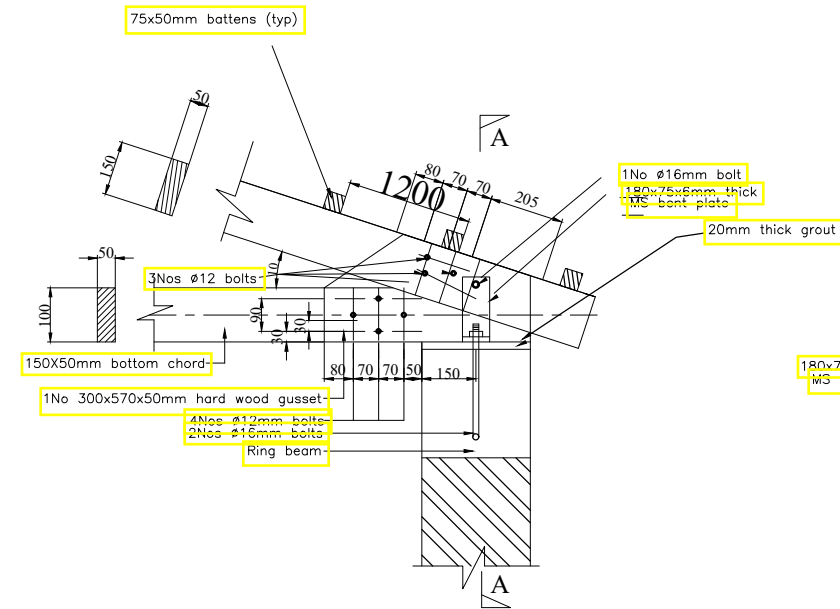 75x50mm battens (typ)
50
150
A
80
70
70
205
1200
1No Ø16mm bolt
180x75x6mm thick
MS bent plate
20mm thick grout
50
3Nos Ø12 bolts
100
90
30
30
180x7
MS
150X50mm bottom chord
80
70
70
50
150
1No 300x570x50mm hard wood gusset
4Nos Ø12mm bolts
2Nos Ø16mm bolts
Ring beam
A